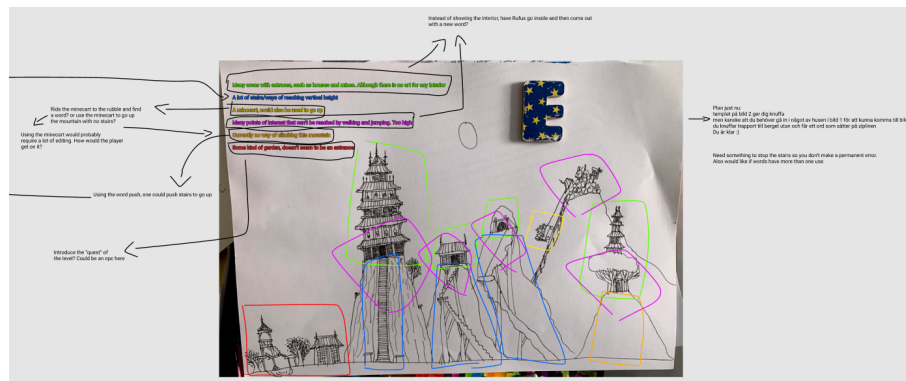 Instead of showing the interior, have Rufus go inside and then come out
with a new word?
Many areas with entrance, such as houses and mines. Although there is no art for any interior
A lot of stairs/ways of reaching vertical height
A minecart, could also be used to go up
Many points of interest that can't be reached by walking and jumping. Too high
Currently no way of climbing this mountain
Some kind of garden, doesn't seem to be an entrance
E
Ride the minecart to the rubble and find
a word? or use the minecart to go up
the mountain with no stairs?
Using the minecart would probably
require a lot of editing. How would the player
get on it?
Using the word push, one could push stairs to go up
Introduce the "quest" of
the level? Could be an npc here
Plan just nu:
templet på bild 2 ger dig knuffa
men kanske att du behöver gå in i något av husen i bild 1 för att kunna komma till bild
du knuffar trapport till berget utan och får ett ord som sätter på ziplinen
Du är klar :)
Need something to stop the stairs so you don't make a permanent error.
Also would like if words have more than one use